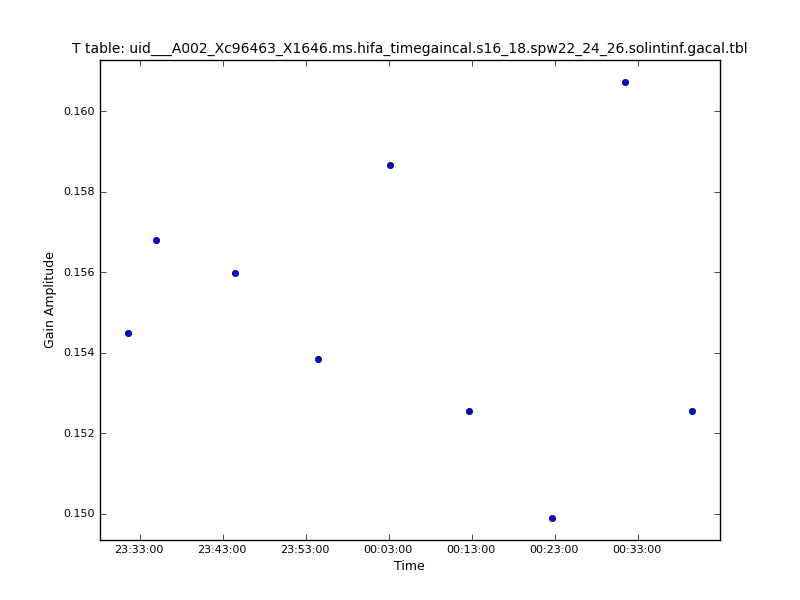 T table: uid___A002_Xc96463_X1646.ms.hifa_timegaincal.s16_18.spw22_24_26.solintinf.gacal.tbl
0.160
0.158
0.156
0.154
0.152
0.150
Gain Amplitude
23:33:00 23:43:00 23:53:00 00:03:00 00:13:00 00:23:00 00:33:00
Time